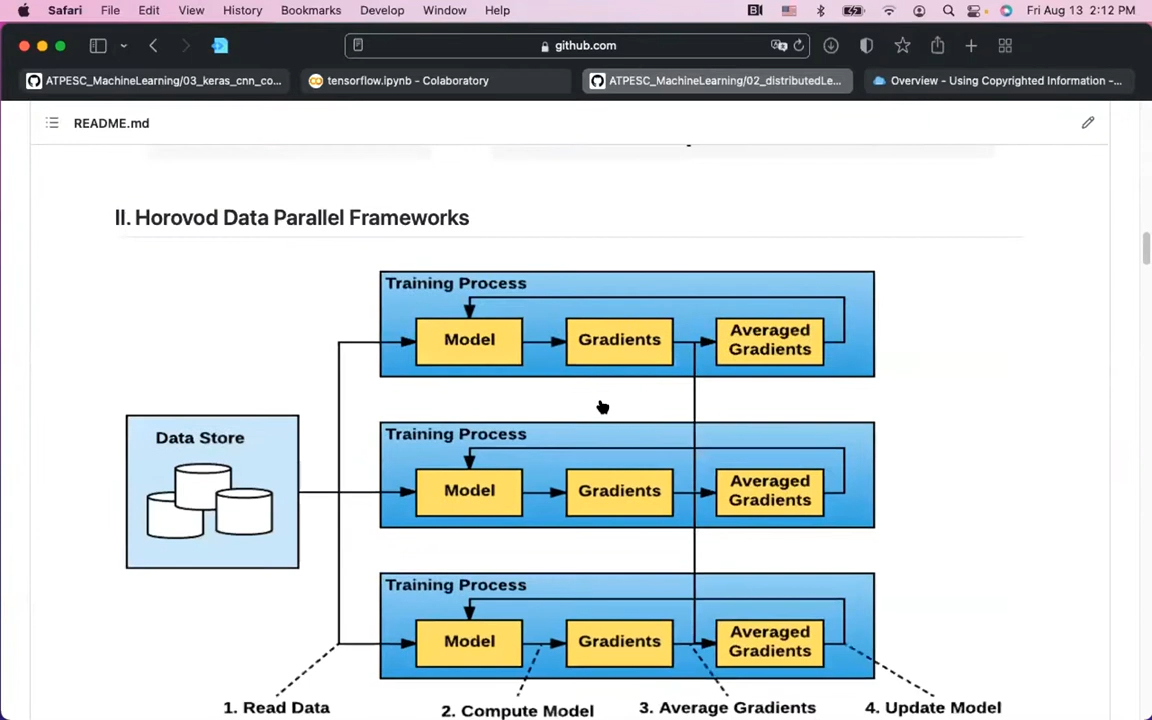 Safari File Edit View History Bookmarks Develop Window Help Fri Aug 13 2:12 PM
github.com
ATPESC_MachineLearning/03_keras_cnn_co... tensorflow.ipynb - Colaboratory ATPESC_MachineLearning/02_distributedLe... Overview - Using Copyrighted Information -...
README.md
II. Horovod Data Parallel Frameworks
Training Process
Model Gradients Averaged
Gradients
Data Store
Training Process
Model Gradients Averaged
Gradients
Training Process
Model Gradients Averaged
Gradients
1. Read Data 2. Compute Model 3. Average Gradients 4. Update Model